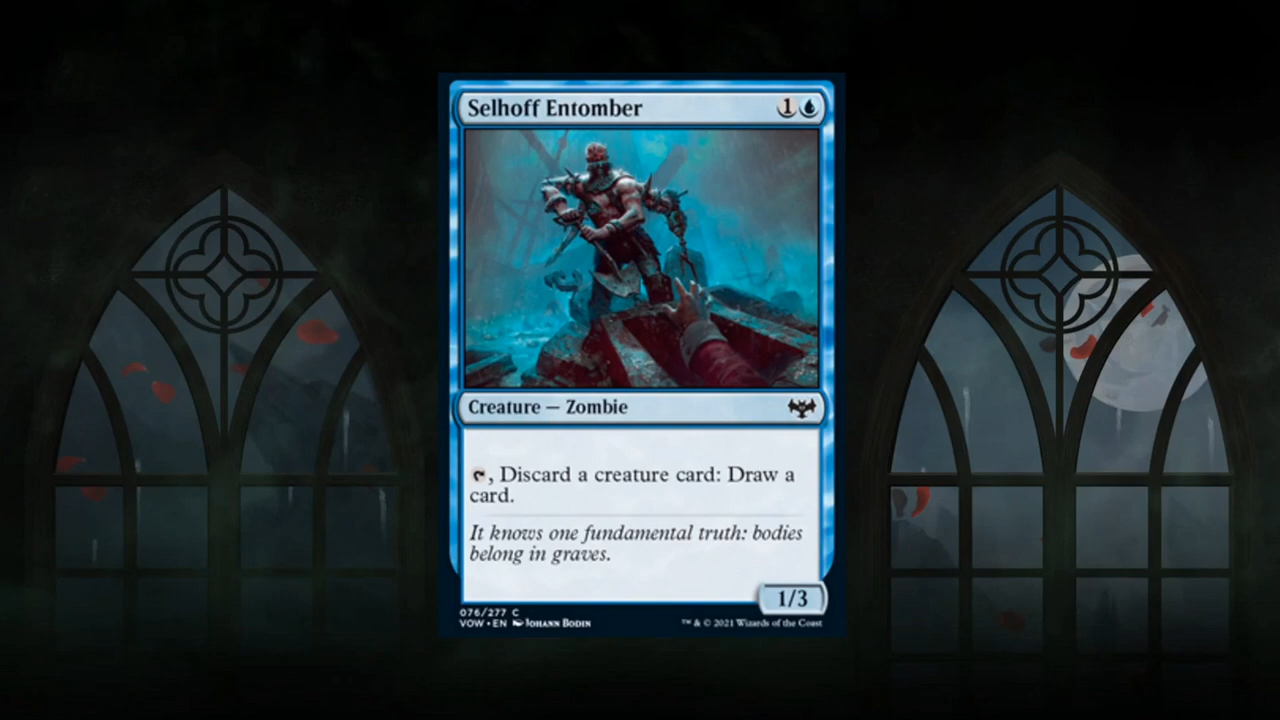 Selhoff Entomber 1
Creature — Zombie
, Discard a creature card: Draw a
card.
It knows one fundamental truth: bodies
belong in graves.
1/3
076/277 C
VOW • EN Johann Bodin ™ & © 2021 Wizards of the Coast